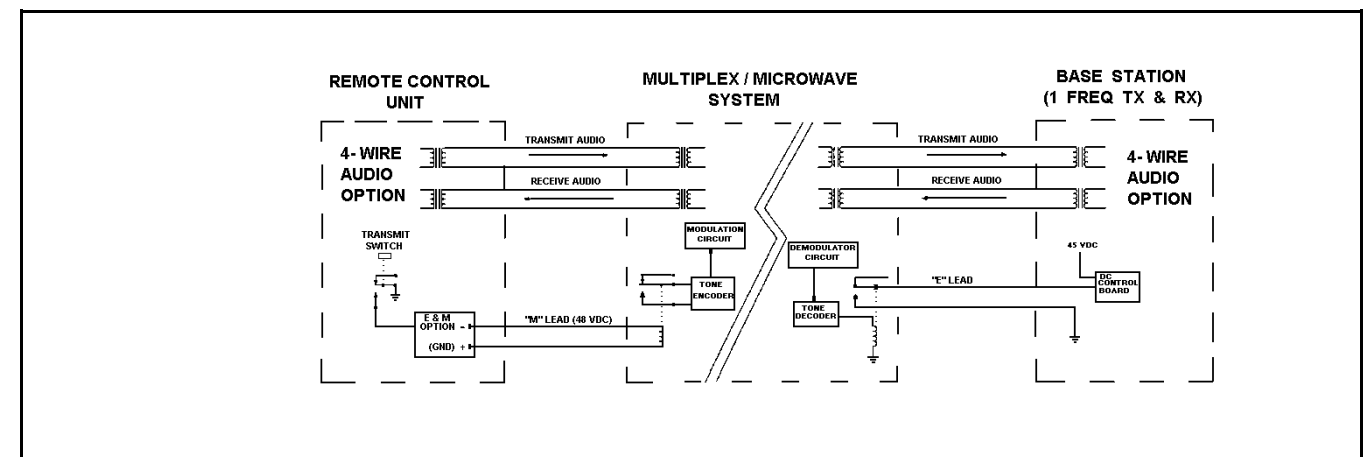 REMOTE CONTROL
UNIT
MULTIPLEX / MICROWAVE
SYSTEM
BASE STATION
(1 FREQ TX & RX)
4- WIRE
AUDIO
OPTION
TRANSMIT AUDIO
RECEIVE AUDIO
TRANSMIT AUDIO
RECEIVE AUDIO
4- WIRE
AUDIO
OPTION
TRANSMIT
SWITCH
MODULATION
CIRCUIT
TONE
ENCODER
DEMODULATOR
CIRCUIT
TONE
DECODER
"E" LEAD
45 VDC
DC
CONTROL
BOARD
E & M
OPTION -
(GND) +
"M" LEAD (48 VDC)